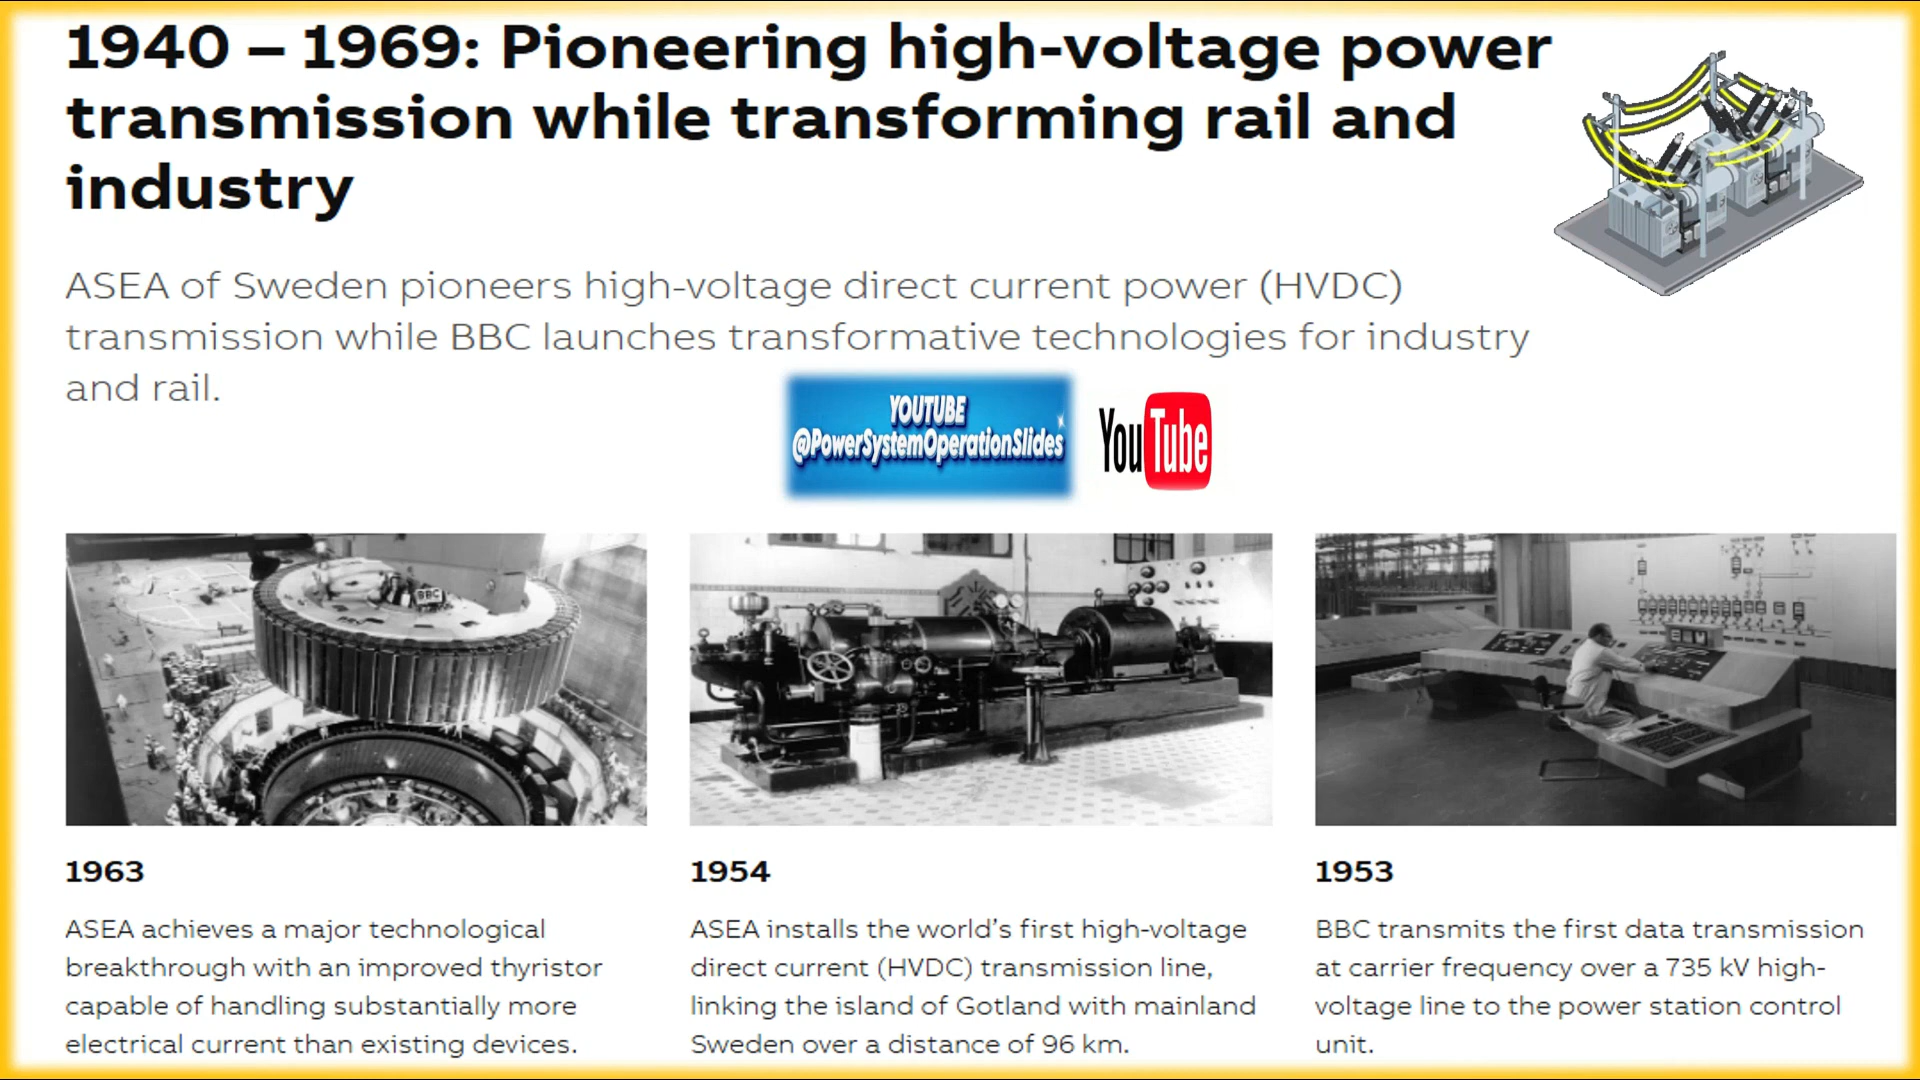 1940 – 1969: Pioneering high-voltage power
transmission while transforming rail and
industry
ASEA of Sweden pioneers high-voltage direct current power (HVDC)
transmission while BBC launches transformative technologies for industry
and rail.
YOUTUBE
@PowerSystemOperationSlides
YouTube
BBC
1963
ASEA achieves a major technological
breakthrough with an improved thyristor
capable of handling substantially more
electrical current than existing devices.
1954
ASEA installs the world’s first high-voltage
direct current (HVDC) transmission line,
linking the island of Gotland with mainland
Sweden over a distance of 96 km.
1953
BBC transmits the first data transmission
at carrier frequency over a 735 kV high-
voltage line to the power station control
unit.